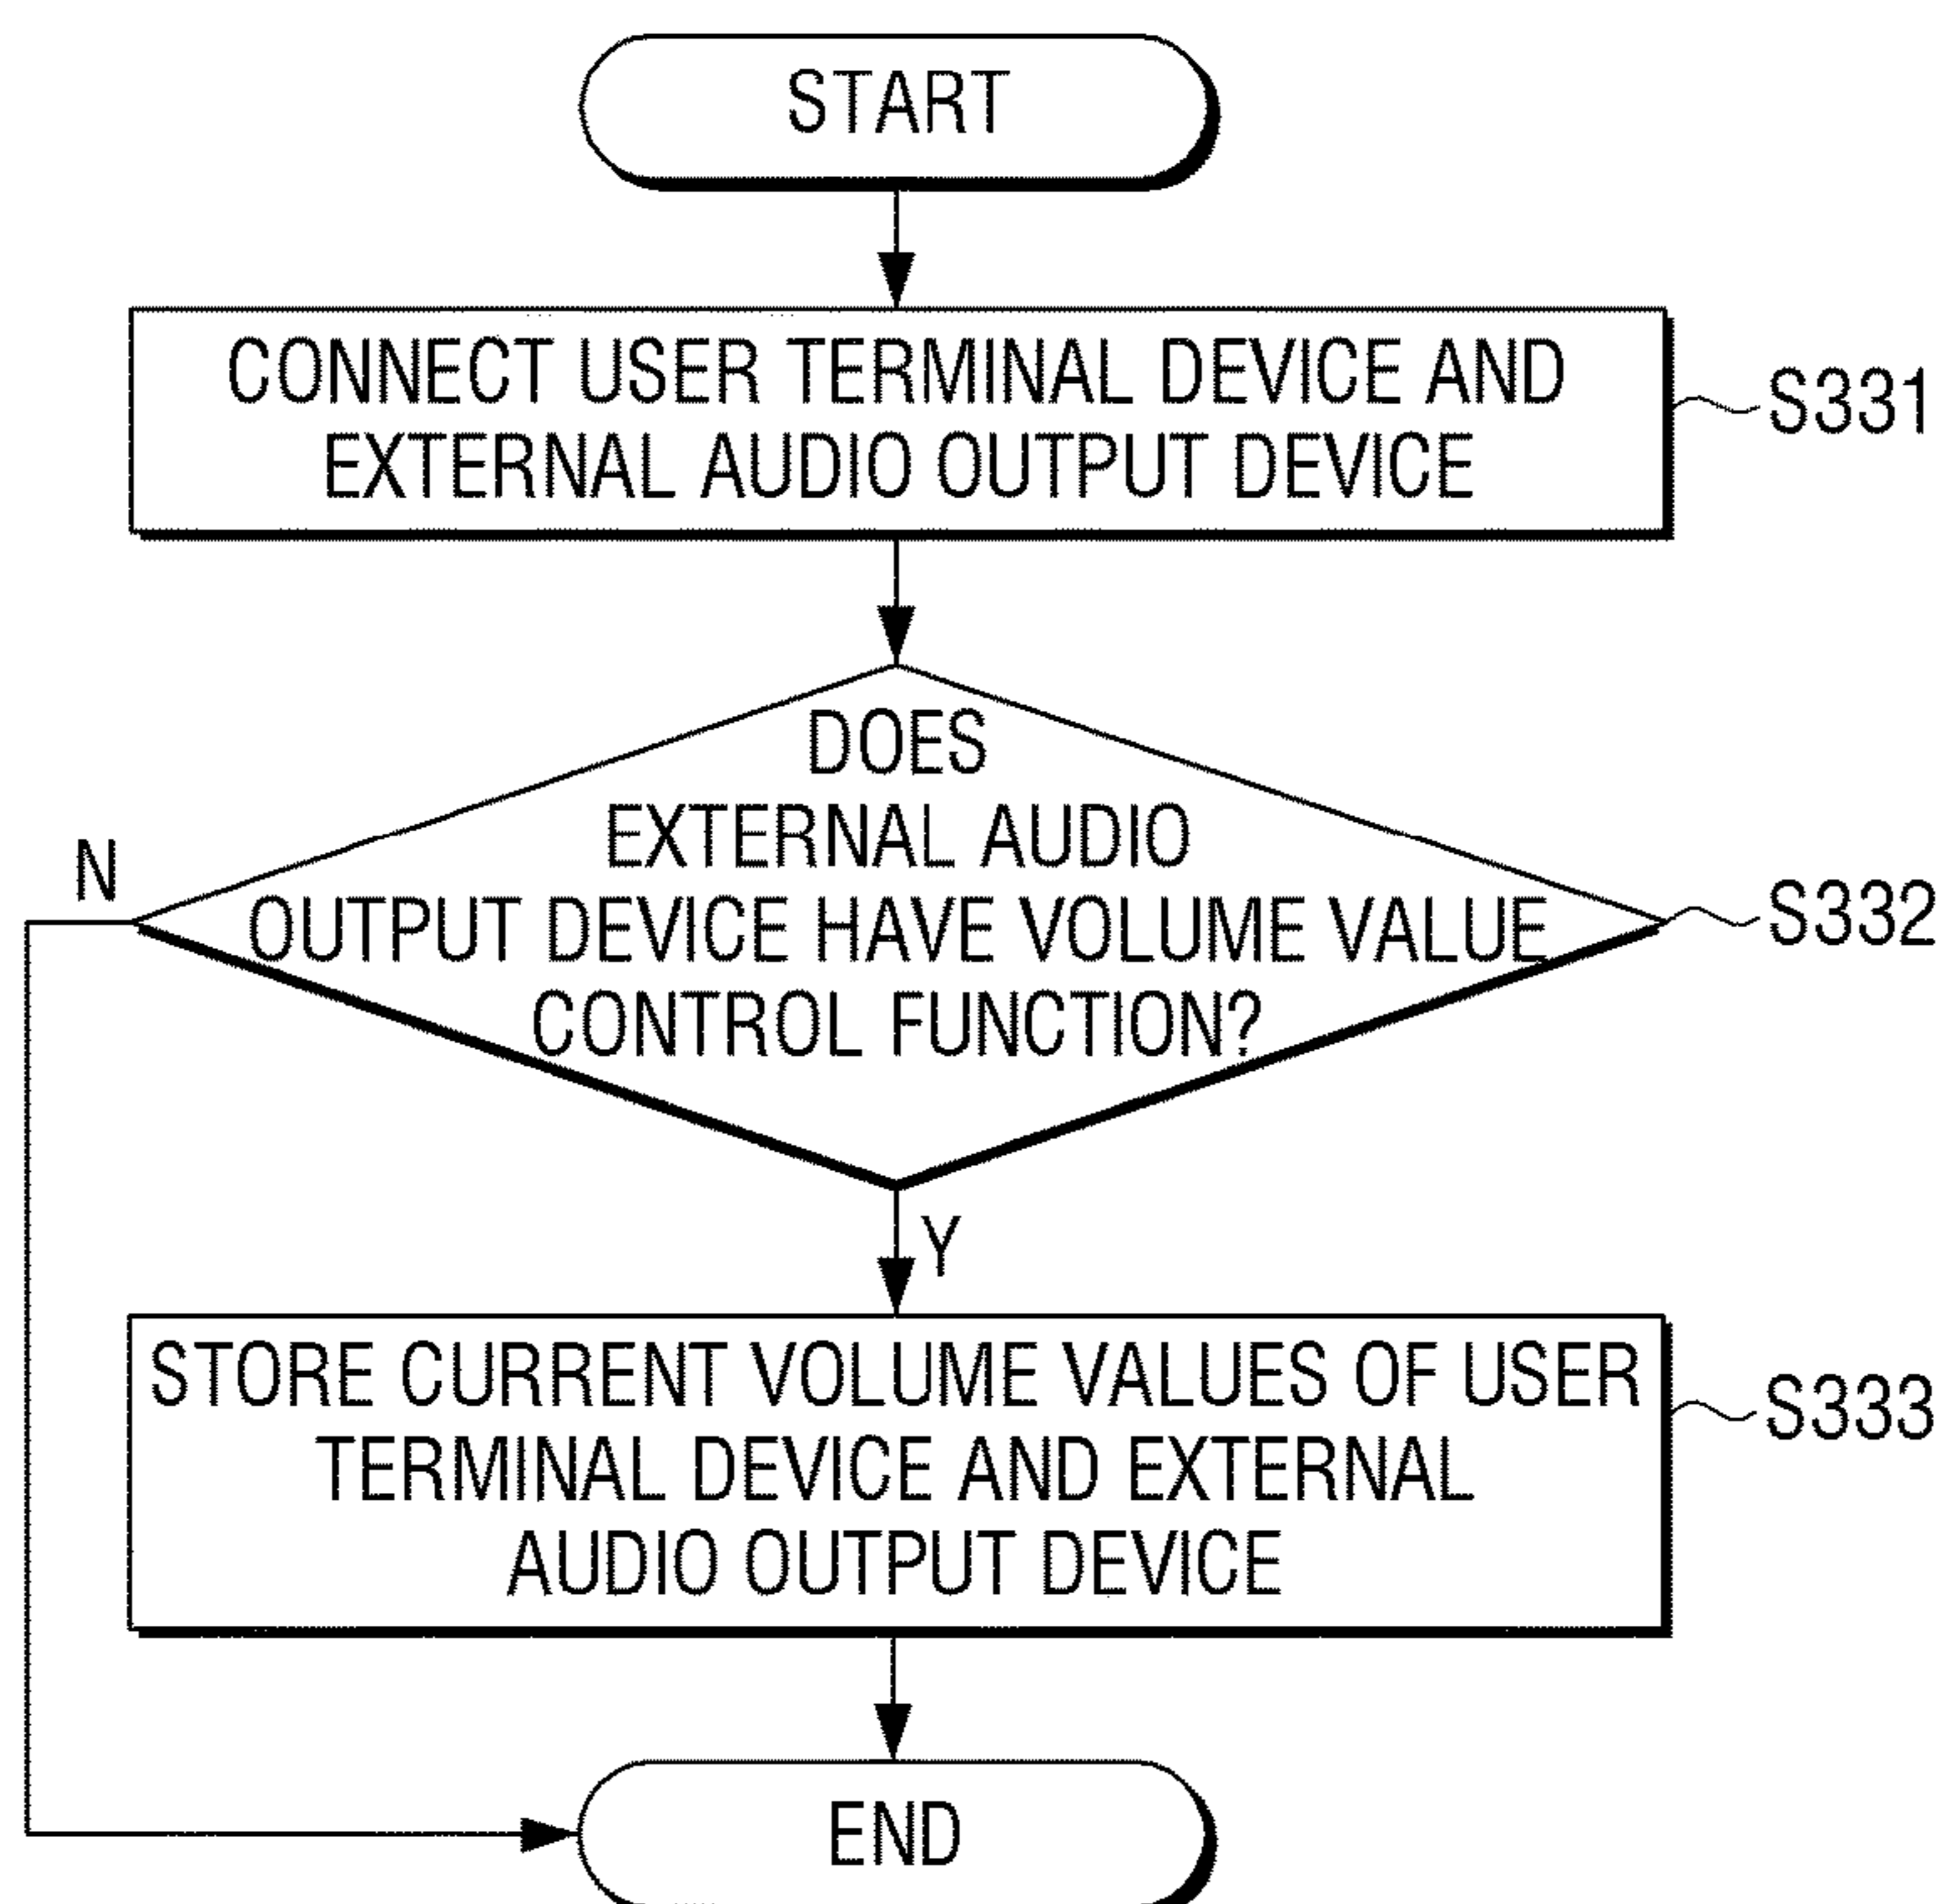 START
CONNECT USER TERMINAL DEVICE AND
EXTERNAL AUDIO OUTPUT DEVICE
S331
DOES
EXTERNAL AUDIO
OUTPUT DEVICE HAVE VOLUME VALUE
CONTROL FUNCTION?
S332
N
Y
STORE CURRENT VOLUME VALUES OF USER
TERMINAL DEVICE AND EXTERNAL
AUDIO OUTPUT DEVICE
S333
END